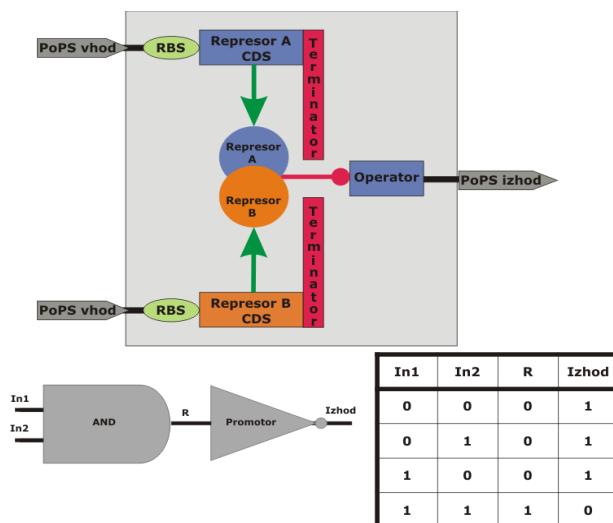 PoPS vhod
RBS
Represor A
CDS
Terminator
Represor
A
Represor
B
Operator
PoPS izhod
Terminator
PoPS vhod
RBS
Represor B
CDS
In1
In2
AND
R
Promotor
Izhod
In1 In2 R Izhod
0 0 0 1
0 1 0 1
1 0 0 1
1 1 1 0